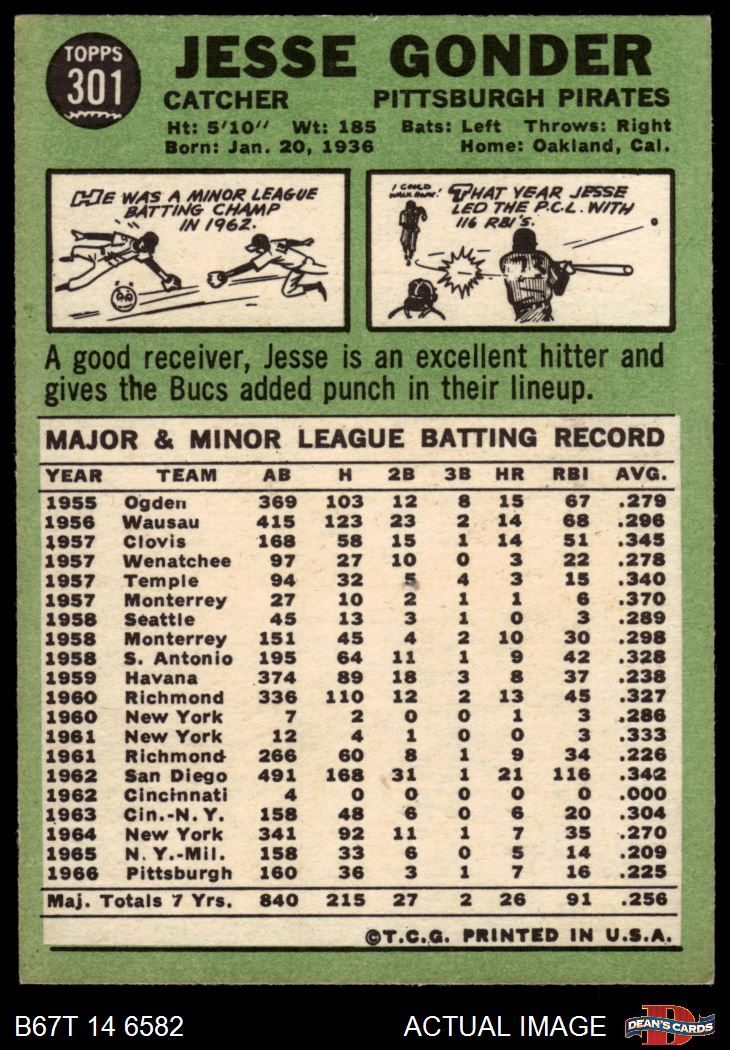 TOPPS
301
JESSE GONDER
CATCHER PITTSBURGH PIRATES
Ht: 5'10" Wt: 185 Bats: Left Throws: Right
Born: Jan. 20, 1936 Home: Oakland, Cal.
HE WAS A MINOR LEAGUE
BATTING CHAMP
IN 1962.
I COULD
WALK HOME!
THAT YEAR JESSE
LED THE P.C.L. WITH
116 RBI'S.
A good receiver, Jesse is an excellent hitter and
gives the Bucs added punch in their lineup.
MAJOR & MINOR LEAGUE BATTING RECORD
YEAR TEAM AB H 2B 3B HR RBI AVG.
1955 Ogden 369 103 12 8 15 67 .279
1956 Wausau 415 123 23 2 14 68 .296
1957 Clovis 168 58 15 1 14 51 .345
1957 Wenatchee 97 27 10 0 3 22 .278
1957 Temple 94 32 5 4 3 15 .340
1957 Monterrey 27 10 2 1 1 6 .370
1958 Seattle 45 13 3 1 0 3 .289
1958 Monterrey 151 45 4 2 10 30 .298
1958 S. Antonio 195 64 11 1 9 42 .328
1959 Havana 374 89 18 3 8 37 .238
1960 Richmond 336 110 12 2 13 45 .327
1960 New York 7 2 0 0 1 3 .286
1961 New York 12 4 1 0 0 3 .333
1961 Richmond 266 60 8 1 9 34 .226
1962 San Diego 491 168 31 1 21 116 .342
1962 Cincinnati 4 0 0 0 0 0 .000
1963 Cin.-N.Y. 158 48 6 0 6 20 .304
1964 New York 341 92 11 1 7 35 .270
1965 N.Y.-Mil. 158 33 6 0 5 14 .209
1966 Pittsburgh 160 36 3 1 7 16 .225
Maj. Totals 7 Yrs. 840 215 27 2 26 91 .256
©T.C.G. PRINTED IN U.S.A.
B67T 14 6582 ACTUAL IMAGE
D
DEAN'S CARDS